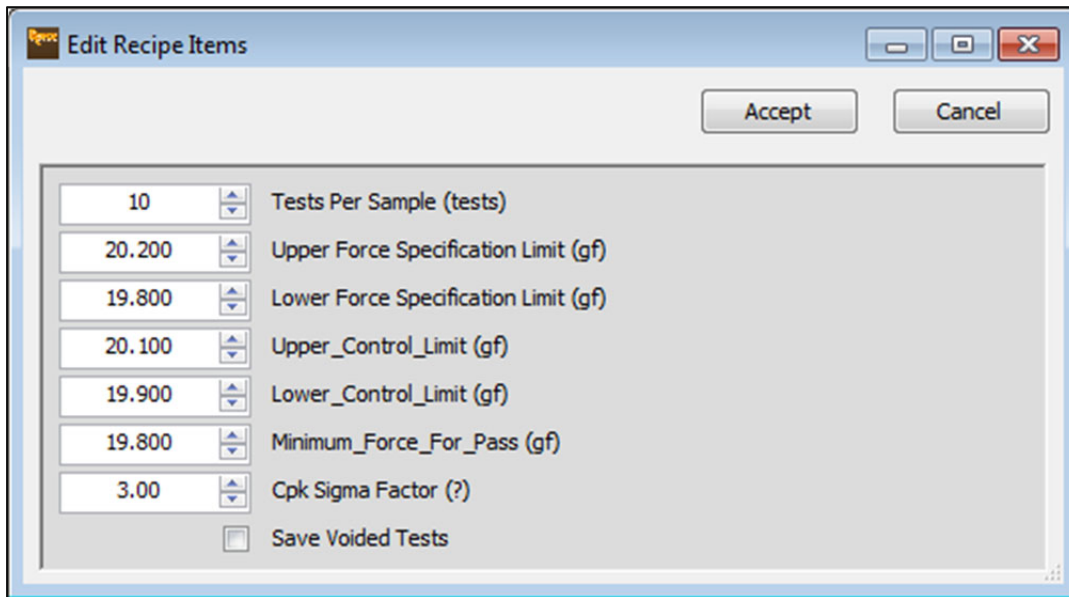 Edit Recipe Items
Accept Cancel
10 Tests Per Sample (tests)
20.200 Upper Force Specification Limit (gf)
19.800 Lower Force Specification Limit (gf)
20.100 Upper_Control_Limit (gf)
19.900 Lower_Control_Limit (gf)
19.800 Minimum_Force_For_Pass (gf)
3.00 Cpk Sigma Factor (?)
Save Voided Tests